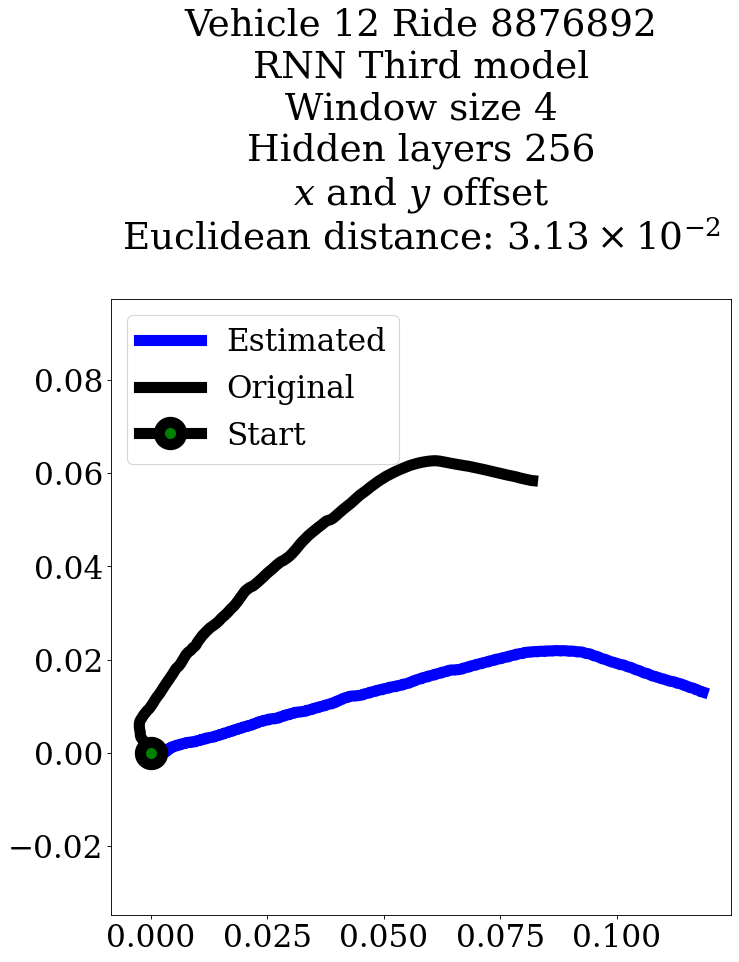 Vehicle 12 Ride 8876892
RNN Third model
Window size 4
Hidden layers 256
x and y offset
Euclidean distance: 3.13 × 10⁻²
Estimated
Original
Start
0.08
0.06
0.04
0.02
0.00
−0.02
0.000 0.025 0.050 0.075 0.100